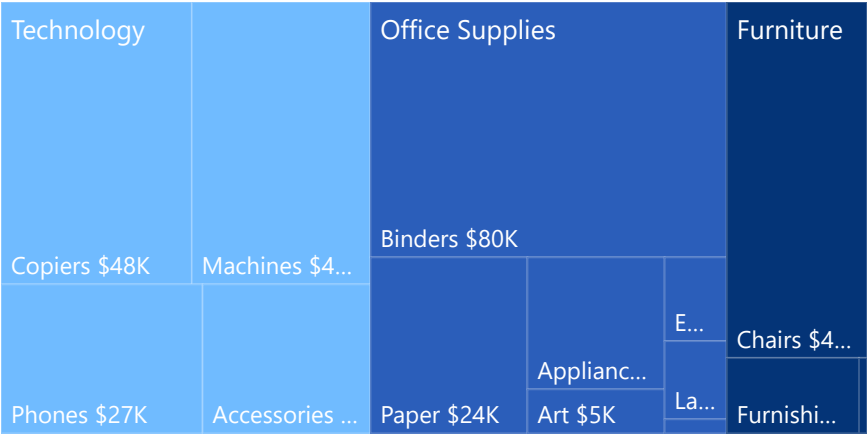 Technology
Copiers $48K
Machines $4...
Phones $27K
Accessories ...
Office Supplies
Binders $80K
Paper $24K
Applianc...
Art $5K
E...
La...
Furniture
Chairs $4...
Furnishi...